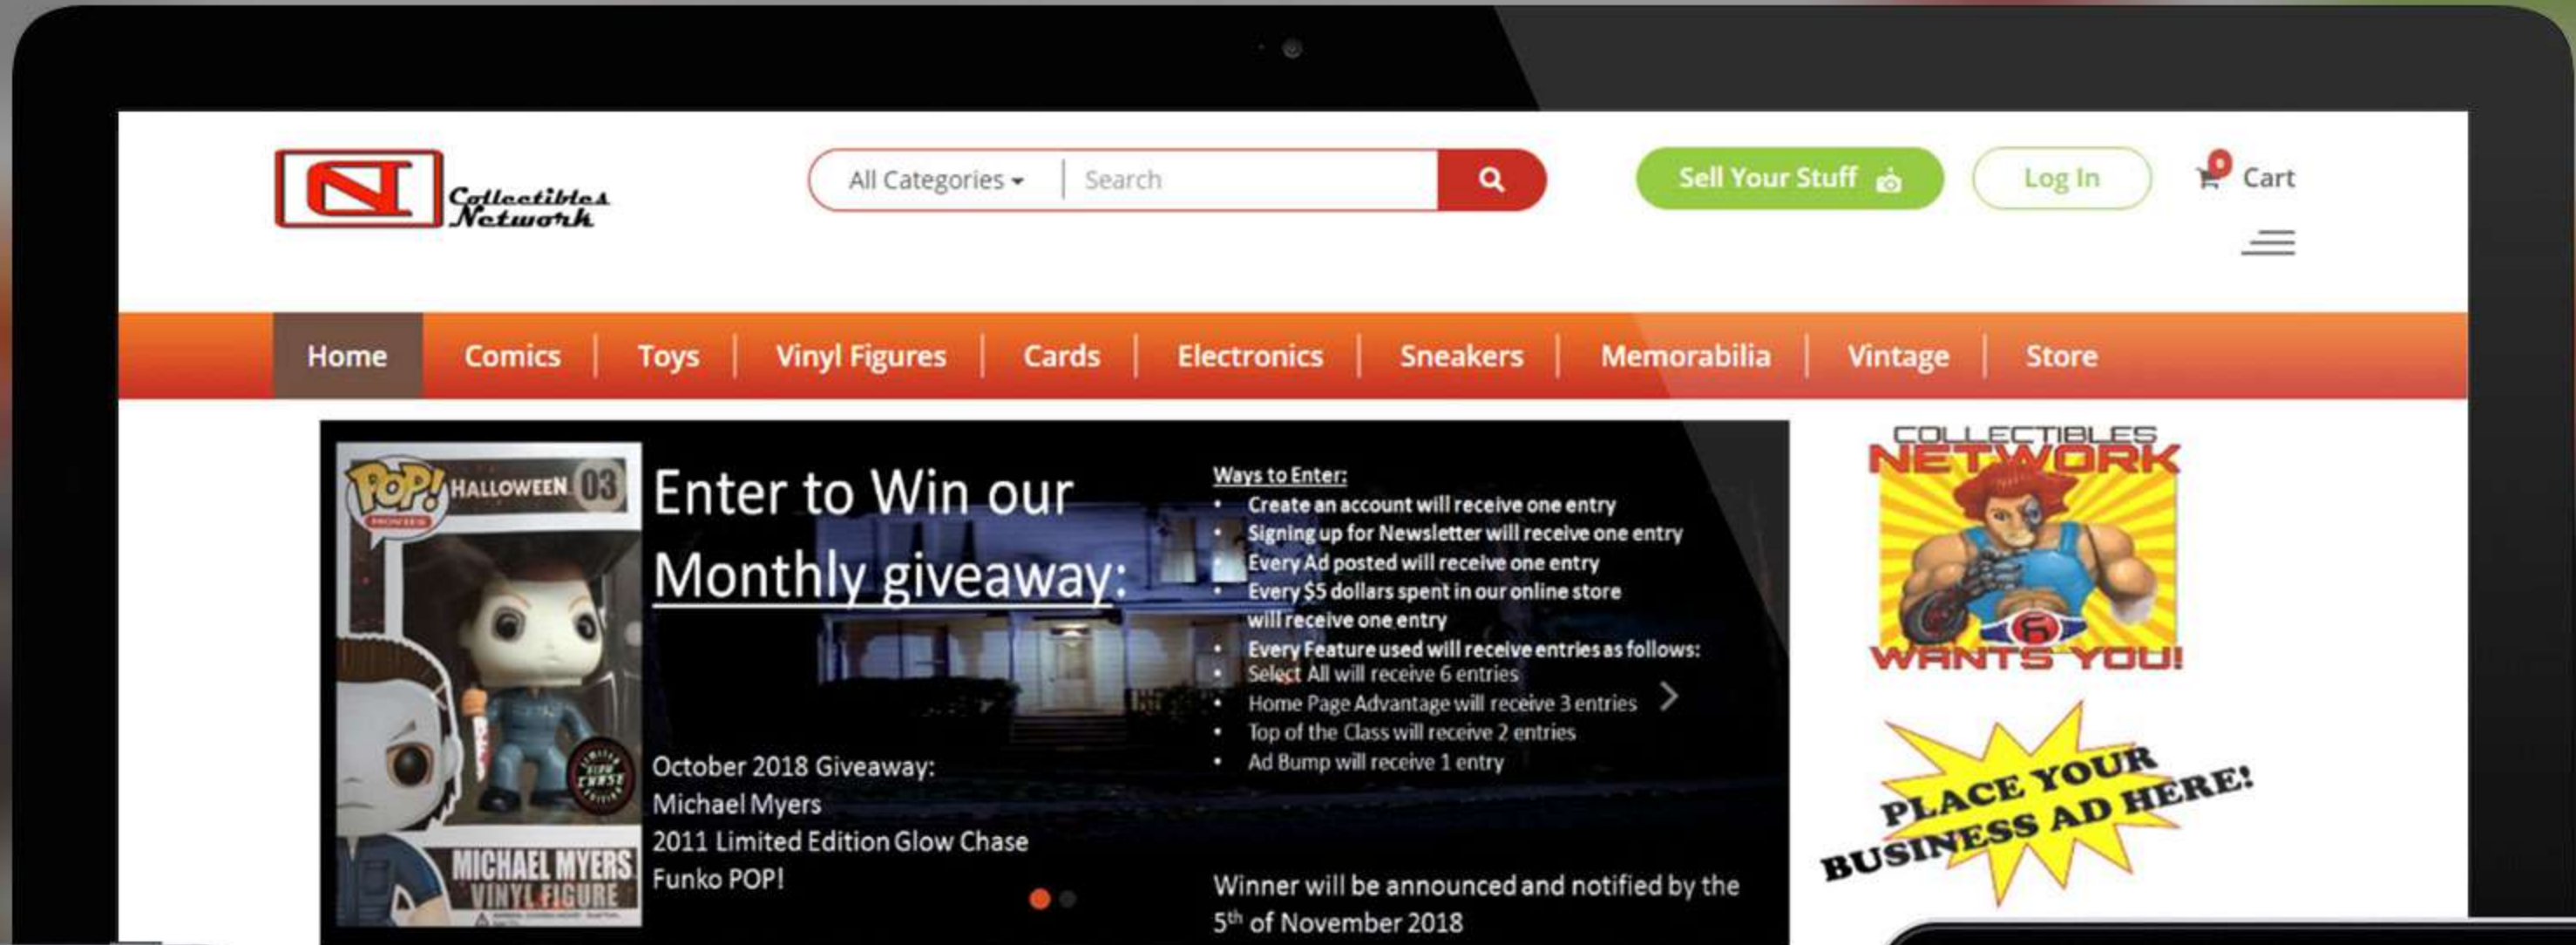 N
Collectibles
Network
All Categories
Search
Sell Your Stuff
Log In
0
Cart
Home
Comics
Toys
Vinyl Figures
Cards
Electronics
Sneakers
Memorabilia
Vintage
Store
POP!
MOVIES
HALLOWEEN
03
LIMITED
GLOW
CHASE
EDITION
MICHAEL MYERS
VINYL FIGURE
Enter to Win our
Monthly giveaway:
October 2018 Giveaway:
Michael Myers
2011 Limited Edition Glow Chase
Funko POP!
Ways to Enter:
• Create an account will receive one entry
• Signing up for Newsletter will receive one entry
• Every Ad posted will receive one entry
• Every $5 dollars spent in our online store
will receive one entry
• Every Feature used will receive entries as follows:
• Select All will receive 6 entries
• Home Page Advantage will receive 3 entries
• Top of the Class will receive 2 entries
• Ad Bump will receive 1 entry
Winner will be announced and notified by the
5th of November 2018
COLLECTIBLES
NETWORK
WANTS YOU!
PLACE YOUR
BUSINESS AD HERE!